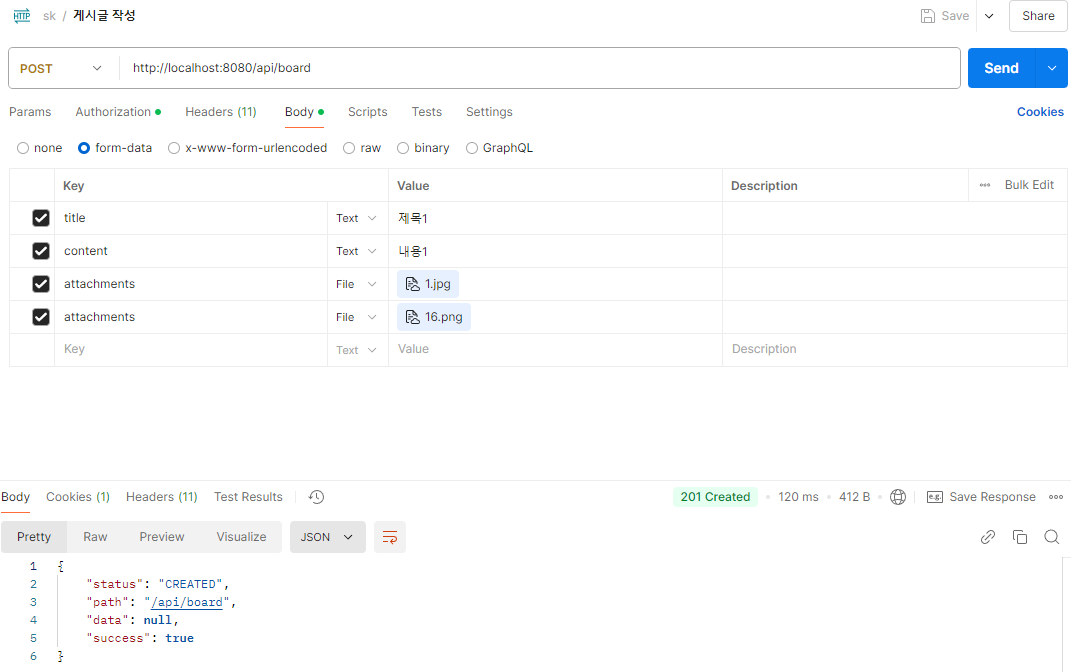 HTTP sk / 게시글 작성 Save Share
POST http://localhost:8080/api/board Send
Params Authorization Headers (11) Body Scripts Tests Settings Cookies
none form-data x-www-form-urlencoded raw binary GraphQL
Key Value Description Bulk Edit
title Text 제목1
content Text 내용1
attachments File 1.jpg
attachments File 16.png
Key Text Value Description
Body Cookies (1) Headers (11) Test Results 201 Created 120 ms 412 B e.g. Save Response
Pretty Raw Preview Visualize JSON
1 {
2 "status": "CREATED",
3 "path": "/api/board",
4 "data": null,
5 "success": true
6 }